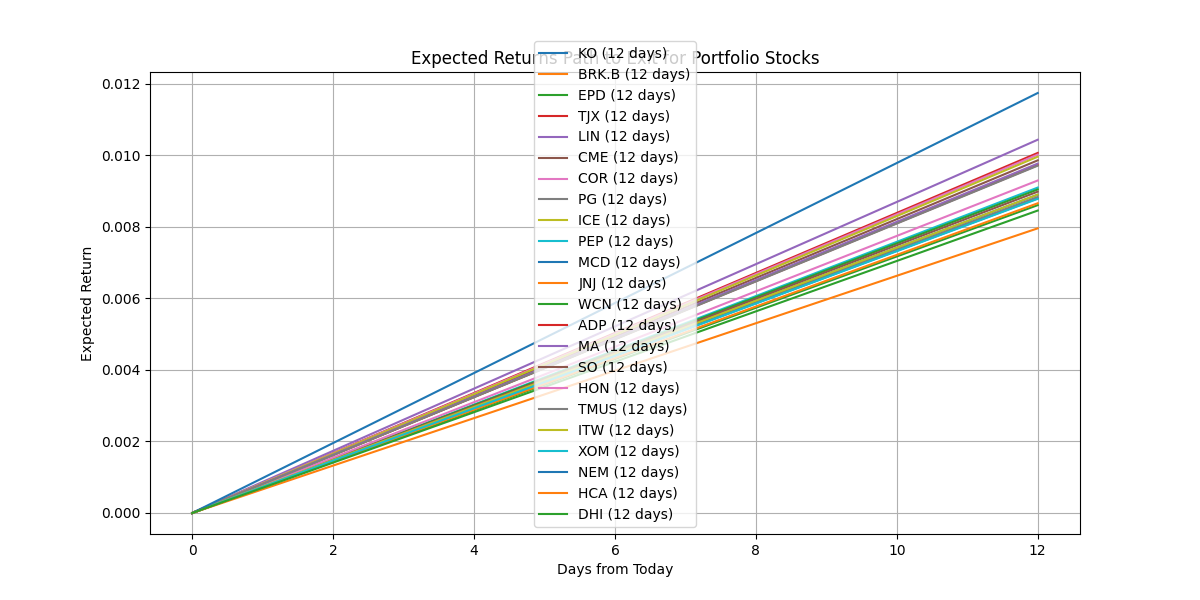 Expected Returns Path to Exit for Portfolio Stocks
KO (12 days)
BRK.B (12 days)
EPD (12 days)
TJX (12 days)
LIN (12 days)
CME (12 days)
COR (12 days)
PG (12 days)
ICE (12 days)
PEP (12 days)
MCD (12 days)
JNJ (12 days)
WCN (12 days)
ADP (12 days)
MA (12 days)
SO (12 days)
HON (12 days)
TMUS (12 days)
ITW (12 days)
XOM (12 days)
NEM (12 days)
HCA (12 days)
DHI (12 days)
Expected Return
0.012
0.010
0.008
0.006
0.004
0.002
0.000
0 2 4 6 8 10 12
Days from Today